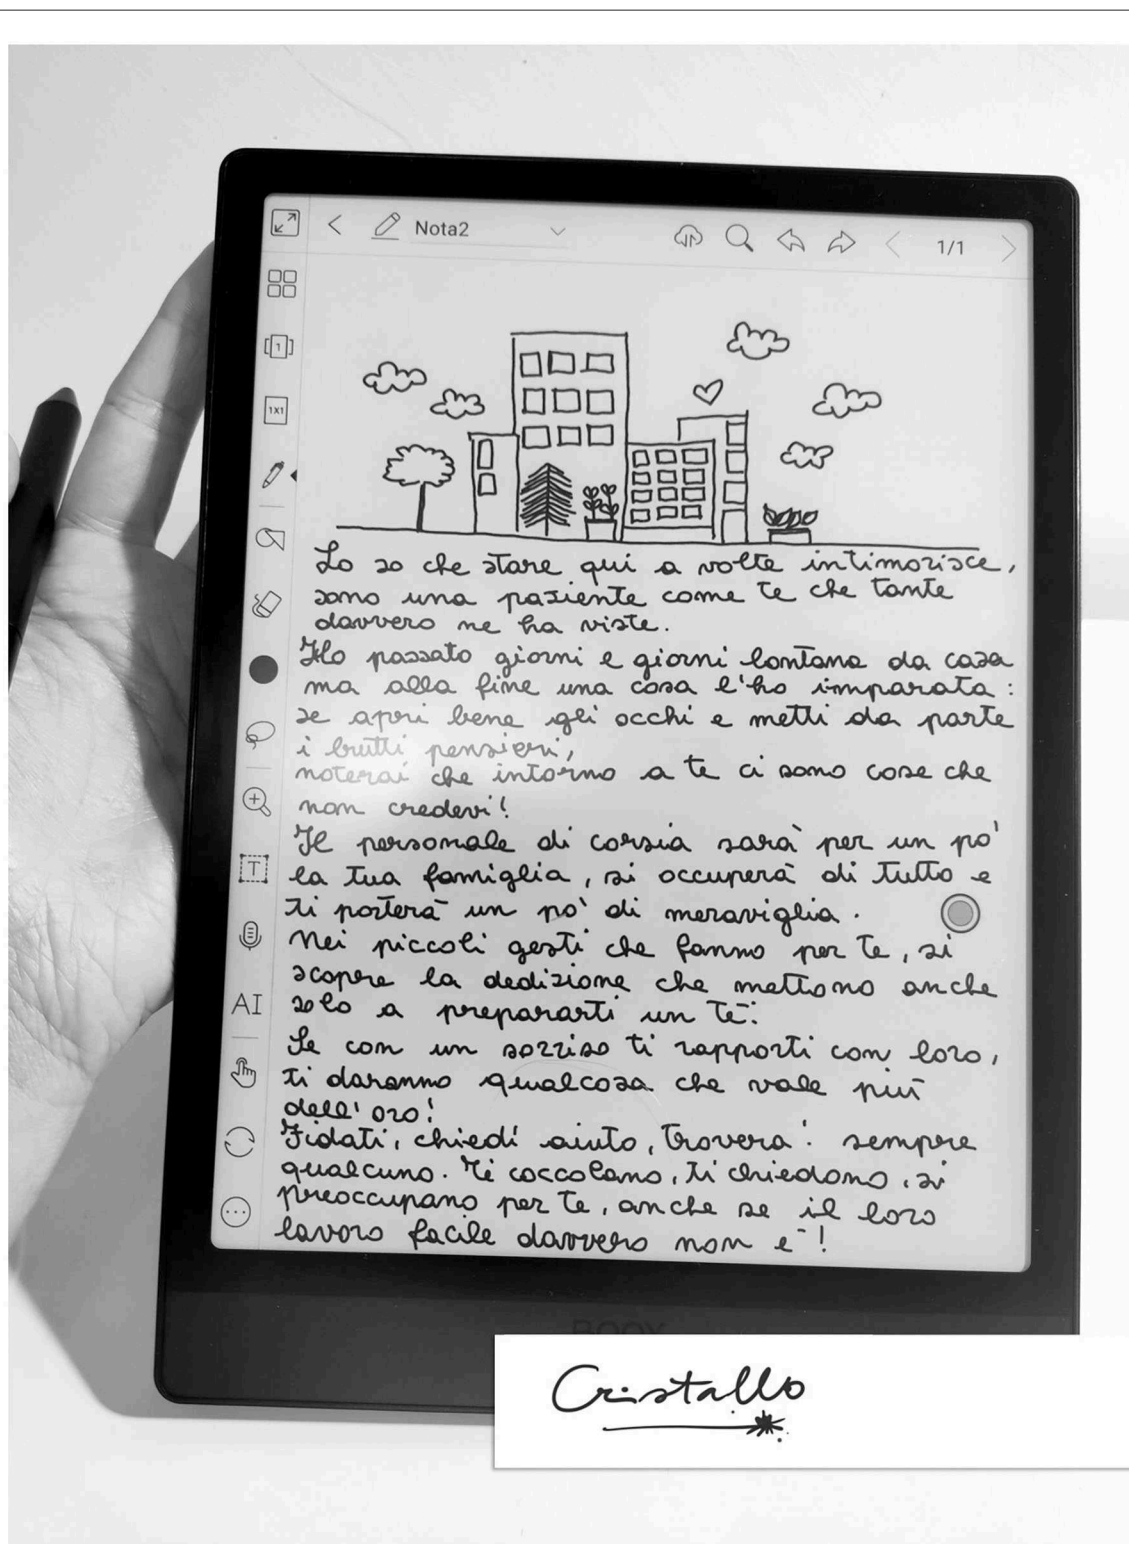 Nota2
1/1
1
1X1
T
AI
Lo so che stare qui a volte intimorisce,
sono una paziente come te che tante
davvero ne ha viste.
Ho passato giorni e giorni lontana da casa
ma alla fine una cosa l'ho imparata:
se apri bene gli occhi e metti da parte
i brutti pensieri,
noterai che intorno a te ci sono cose che
non credevi!
Il personale di corsia sarà per un pò
la tua famiglia, si occuperà di tutto e
ti porterà un pò di meraviglia.
Nei piccoli gesti che fanno per te, si
scopre la dedizione che mettono anche
solo a prepararti un tè.
Se con un sorriso ti rapporti con loro,
ti daranno qualcosa che vale più
dell'oro!
Fidati, chiedi aiuto, troverai sempre
qualcuno. Ti coccolano, ti chiedono, si
preoccupano per te, anche se il loro
lavoro facile davvero non è!
BOOX
Cristallo